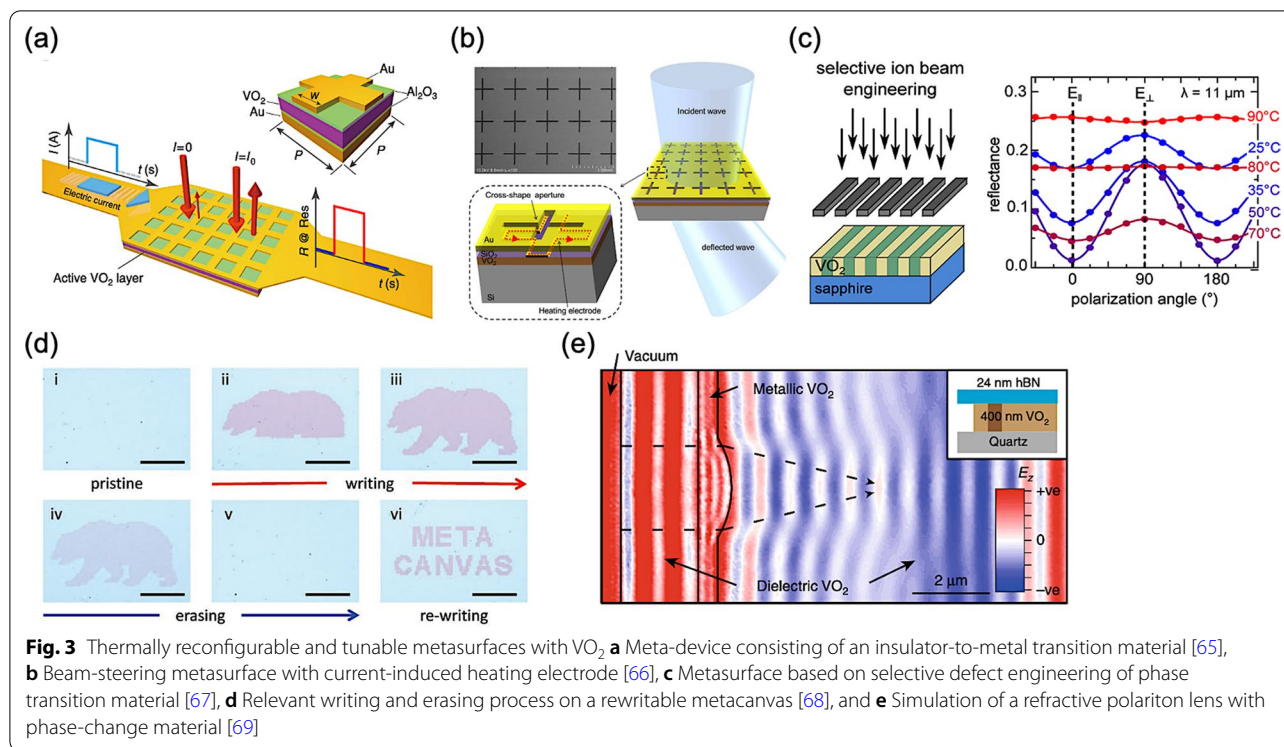 (a)
Au
VO₂
Au
Al₂O₃
w
P
P
I (A)
t (s)
Electric current
I=0
I=I₀
R @ Res
t (s)
Active VO₂ layer
(b)
Incident wave
Cross-shape aperture
Au
SiO₂
VO₂
Si
Heating electrode
deflected wave
(c)
selective ion beam
engineering
VO₂
sapphire
E∥
E⊥
λ = 11 µm
reflectance
0.3
0.2
0.1
0.0
90°C
25°C
80°C
35°C
50°C
70°C
0
90
180
polarization angle (°)
(d)
i
ii
iii
pristine
writing
iv
v
vi
META
CANVAS
erasing
re-writing
(e)
Vacuum
Metallic VO₂
24 nm hBN
400 nm VO₂
Quartz
E_z
+ve
0
−ve
Dielectric VO₂
2 µm
Fig. 3 Thermally reconfigurable and tunable metasurfaces with VO₂ a Meta-device consisting of an insulator-to-metal transition material [65],
b Beam-steering metasurface with current-induced heating electrode [66], c Metasurface based on selective defect engineering of phase
transition material [67], d Relevant writing and erasing process on a rewritable metacanvas [68], and e Simulation of a refractive polariton lens with
phase-change material [69]